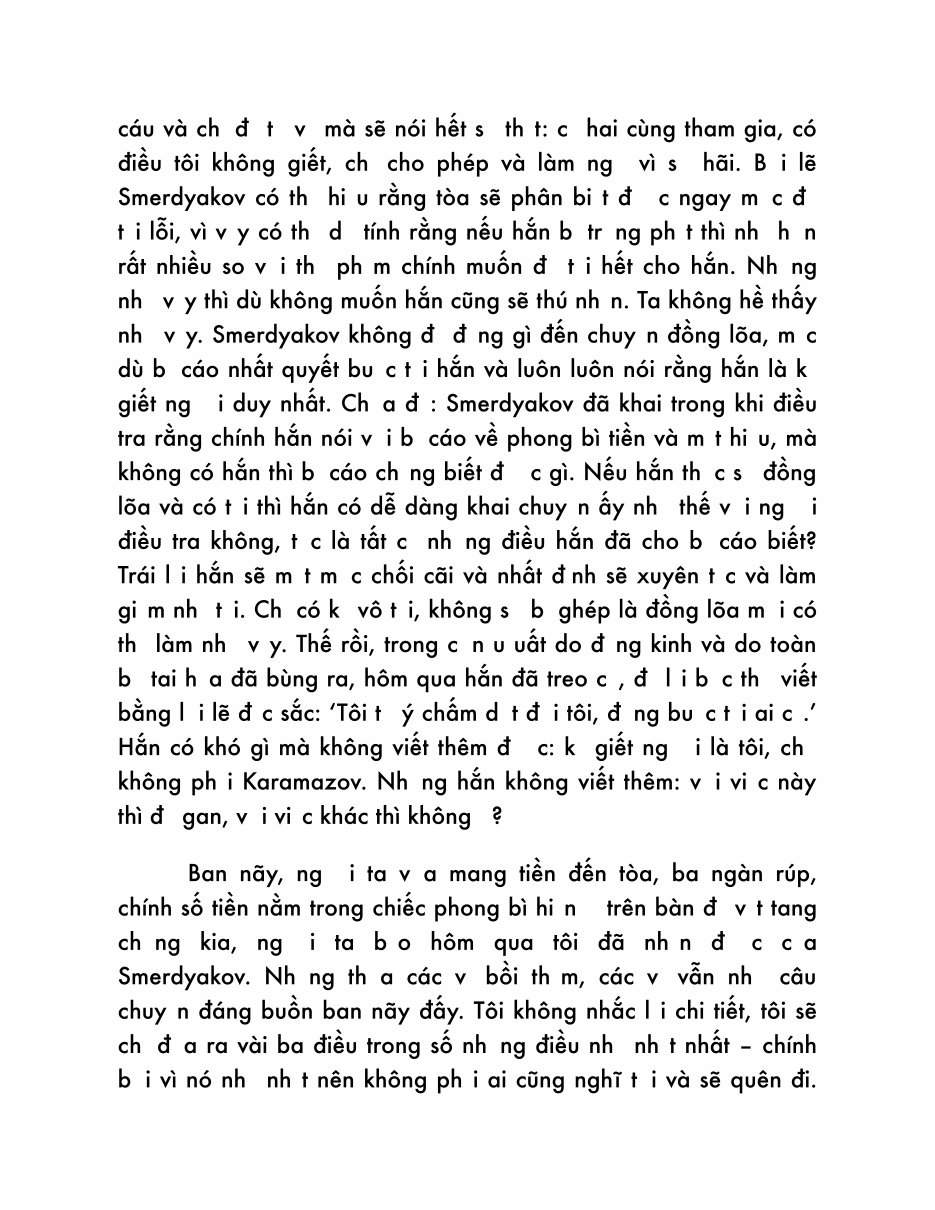 cáu và ch đ t v mà sẽ nói hết s th t: c hai cùng tham gia, có
điều tôi không giết, ch cho phép và làm ng vì s hãi. B i lẽ
Smerdyakov có th hi u rằng tòa sẽ phân bi t đ c ngay m c đ
t i lỗi, vì v y có th d tính rằng nếu hắn b tr ng ph t thì nh h n
rất nhiều so v i th ph m chính muốn đ t i hết cho hắn. Nh ng
nh v y thì dù không muốn hắn cũng sẽ thú nh n. Ta không hề thấy
nh v y. Smerdyakov không đ đ ng gì đến chuy n đồng lõa, m c
dù b cáo nhất quyết bu c t i hắn và luôn luôn nói rằng hắn là k
giết ng i duy nhất. Ch a đ : Smerdyakov đã khai trong khi điều
tra rằng chính hắn nói v i b cáo về phong bì tiền và m t hi u, mà
không có hắn thì b cáo ch ng biết đ c gì. Nếu hắn th c s đồng
lõa và có t i thì hắn có dễ dàng khai chuy n ấy nh thế v i ng i
điều tra không, t c là tất c nh ng điều hắn đã cho b cáo biết?
Trái l i hắn sẽ m t m c chối cãi và nhất đ nh sẽ xuyên t c và làm
gi m nh t i. Ch có k vô t i, không s b ghép là đồng lõa m i có
th làm nh v y. Thế rồi, trong c n u uất do đ ng kinh và do toàn
b tai h a đã bùng ra, hôm qua hắn đã treo c , đ l i b c th viết
bằng l i lẽ đ c sắc: ‘Tôi t ý chấm d t đ i tôi, đ ng bu c t i ai c .’
Hắn có khó gì mà không viết thêm đ c: k giết ng i là tôi, ch
không ph i Karamazov. Nh ng hắn không viết thêm: v i vi c này
thì đ gan, v i vi c khác thì không ?
Ban nãy, ng i ta v a mang tiền đến tòa, ba ngàn rúp,
chính số tiền nằm trong chiếc phong bì hi n trên bàn đ v t tang
ch ng kia, ng i ta b o hôm qua tôi đã nh n đ c c a
Smerdyakov. Nh ng th a các v bồi th m, các v vẫn nh câu
chuy n đáng buồn ban nãy đấy. Tôi không nhắc l i chi tiết, tôi sẽ
ch đ a ra vài ba điều trong số nh ng điều nh nh t nhất – chính
b i vì nó nh nh t nên không ph i ai cũng nghĩ t i và sẽ quên đi.